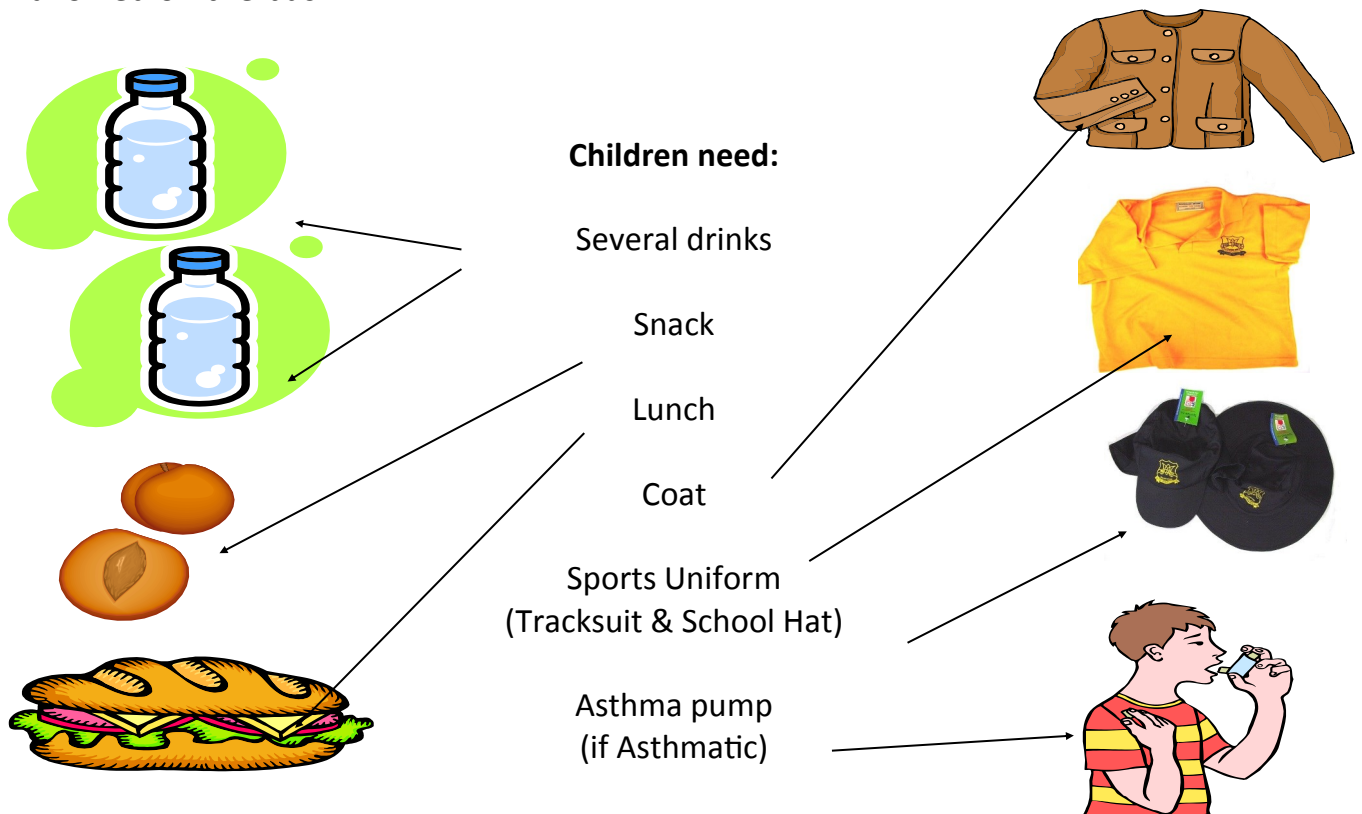 Children need:
Several drinks
Snack
Lunch
Coat
Sports Uniform
(Tracksuit & School Hat)
Asthma pump
(if Asthmatic)